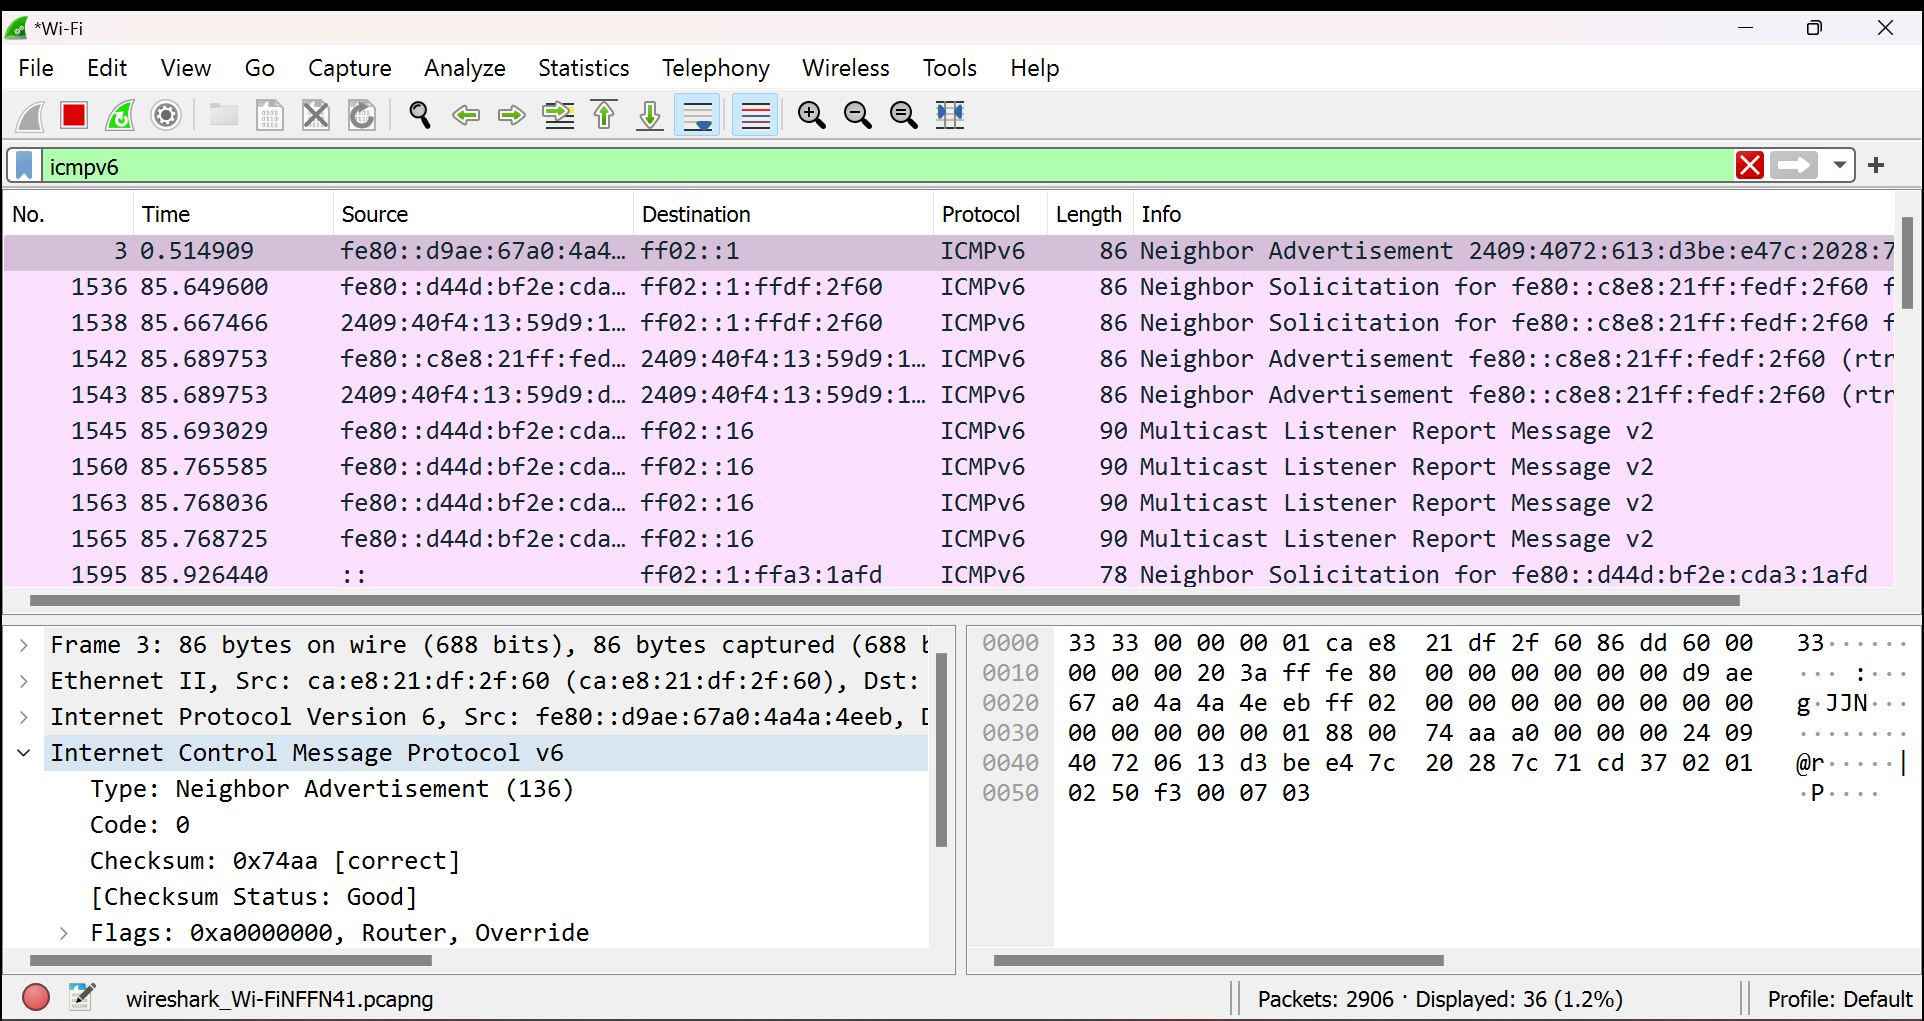 *Wi-Fi
File Edit View Go Capture Analyze Statistics Telephony Wireless Tools Help
icmpv6
No. Time Source Destination Protocol Length Info
3 0.514909 fe80::d9ae:67a0:4a4… ff02::1 ICMPv6 86 Neighbor Advertisement 2409:4072:613:d3be:e47c:2028:7
1536 85.649600 fe80::d44d:bf2e:cda… ff02::1:ffdf:2f60 ICMPv6 86 Neighbor Solicitation for fe80::c8e8:21ff:fedf:2f60 f
1538 85.667466 2409:40f4:13:59d9:1… ff02::1:ffdf:2f60 ICMPv6 86 Neighbor Solicitation for fe80::c8e8:21ff:fedf:2f60 f
1542 85.689753 fe80::c8e8:21ff:fed… 2409:40f4:13:59d9:1… ICMPv6 86 Neighbor Advertisement fe80::c8e8:21ff:fedf:2f60 (rtr
1543 85.689753 2409:40f4:13:59d9:d… 2409:40f4:13:59d9:1… ICMPv6 86 Neighbor Advertisement fe80::c8e8:21ff:fedf:2f60 (rtr
1545 85.693029 fe80::d44d:bf2e:cda… ff02::16 ICMPv6 90 Multicast Listener Report Message v2
1560 85.765585 fe80::d44d:bf2e:cda… ff02::16 ICMPv6 90 Multicast Listener Report Message v2
1563 85.768036 fe80::d44d:bf2e:cda… ff02::16 ICMPv6 90 Multicast Listener Report Message v2
1565 85.768725 fe80::d44d:bf2e:cda… ff02::16 ICMPv6 90 Multicast Listener Report Message v2
1595 85.926440 :: ff02::1:ffa3:1afd ICMPv6 78 Neighbor Solicitation for fe80::d44d:bf2e:cda3:1afd
Frame 3: 86 bytes on wire (688 bits), 86 bytes captured (688 b
Ethernet II, Src: ca:e8:21:df:2f:60 (ca:e8:21:df:2f:60), Dst:
Internet Protocol Version 6, Src: fe80::d9ae:67a0:4a4a:4eeb, D
Internet Control Message Protocol v6
Type: Neighbor Advertisement (136)
Code: 0
Checksum: 0x74aa [correct]
[Checksum Status: Good]
Flags: 0xa0000000, Router, Override
0000 33 33 00 00 00 01 ca e8 21 df 2f 60 86 dd 60 00 33······
0010 00 00 00 20 3a ff fe 80 00 00 00 00 00 00 d9 ae ··· :···
0020 67 a0 4a 4a 4e eb ff 02 00 00 00 00 00 00 00 00 g·JJN···
0030 00 00 00 00 00 01 88 00 74 aa a0 00 00 00 24 09 ········
0040 40 72 06 13 d3 be e4 7c 20 28 7c 71 cd 37 02 01 @r·····|
0050 02 50 f3 00 07 03 ·P····
wireshark_Wi-FiNFFN41.pcapng
Packets: 2906 · Displayed: 36 (1.2%)
Profile: Default